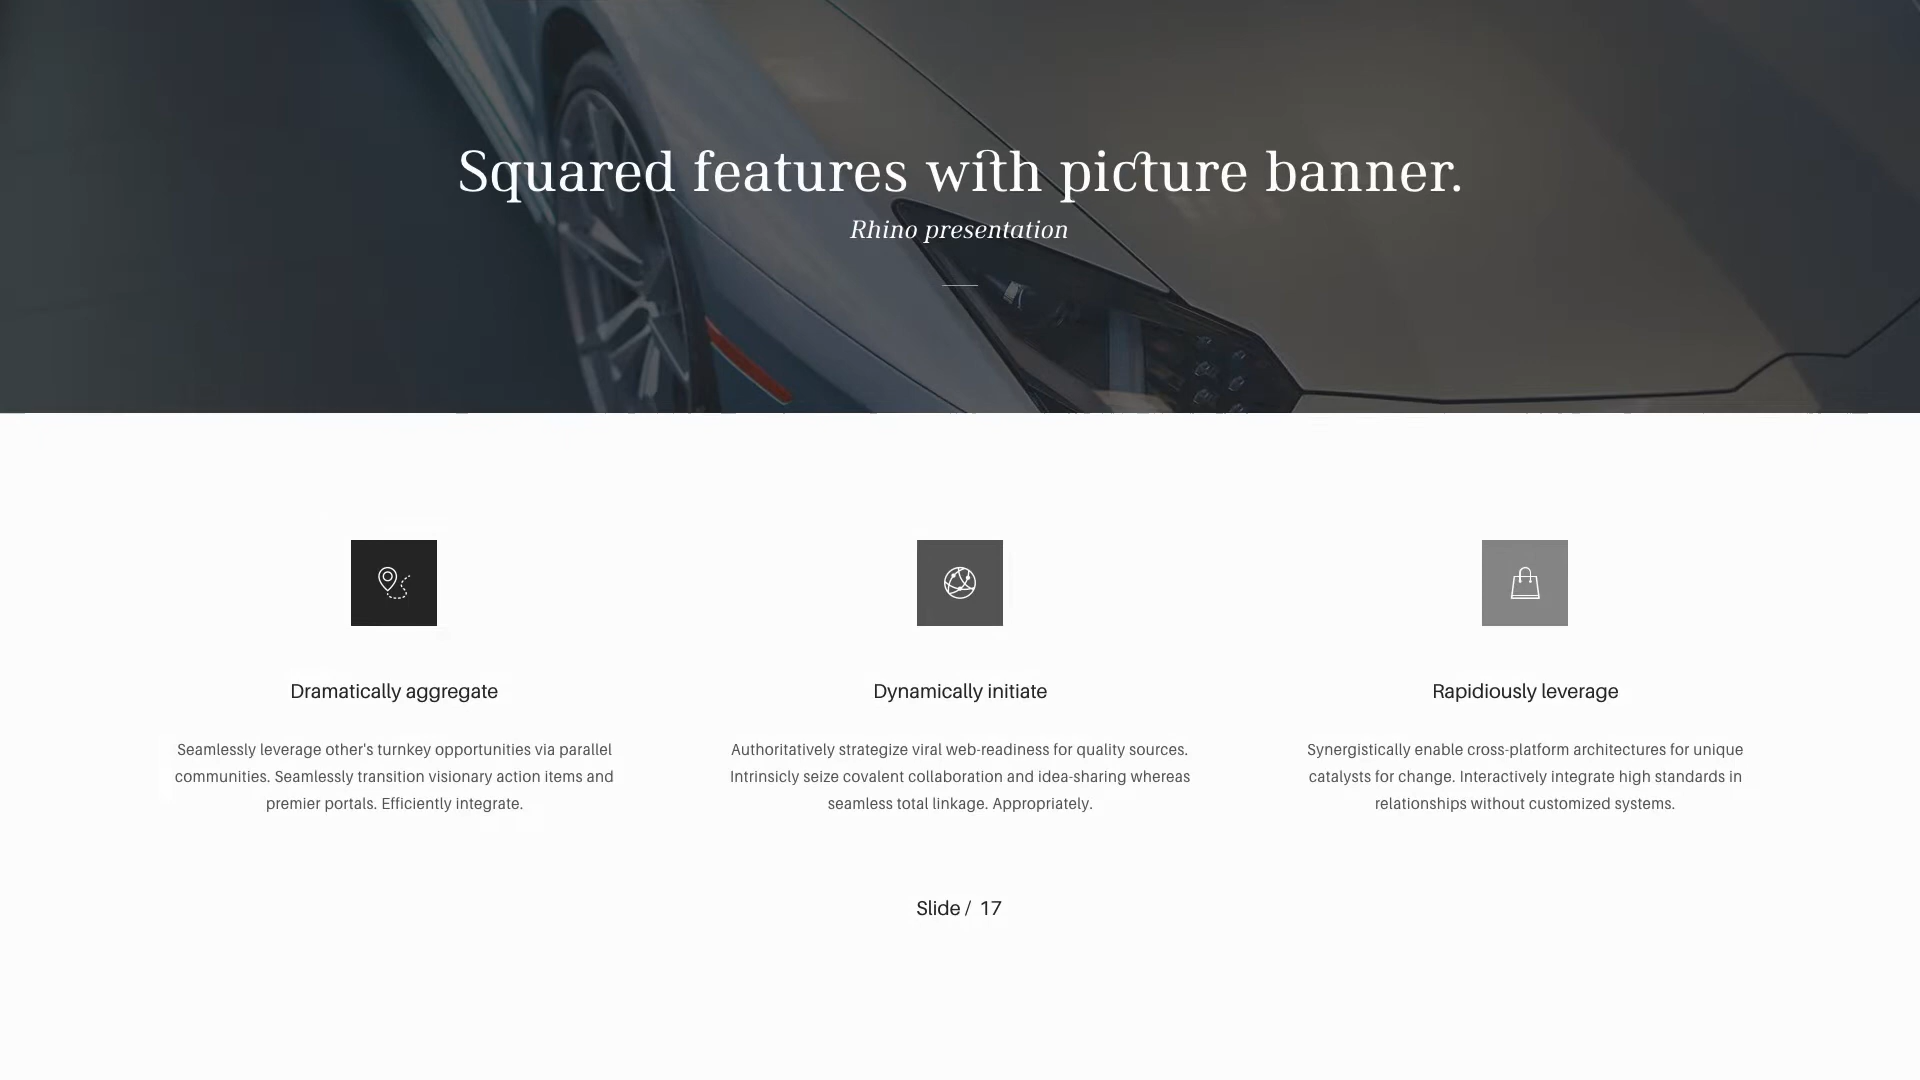 Squared features with picture banner.
Rhino presentation
Dramatically aggregate
Seamlessly leverage other's turnkey opportunities via parallel
communities. Seamlessly transition visionary action items and
premier portals. Efficiently integrate.
Dynamically initiate
Authoritatively strategize viral web-readiness for quality sources.
Intrinsicly seize covalent collaboration and idea-sharing whereas
seamless total linkage. Appropriately.
Rapidiously leverage
Synergistically enable cross-platform architectures for unique
catalysts for change. Interactively integrate high standards in
relationships without customized systems.
Slide / 17